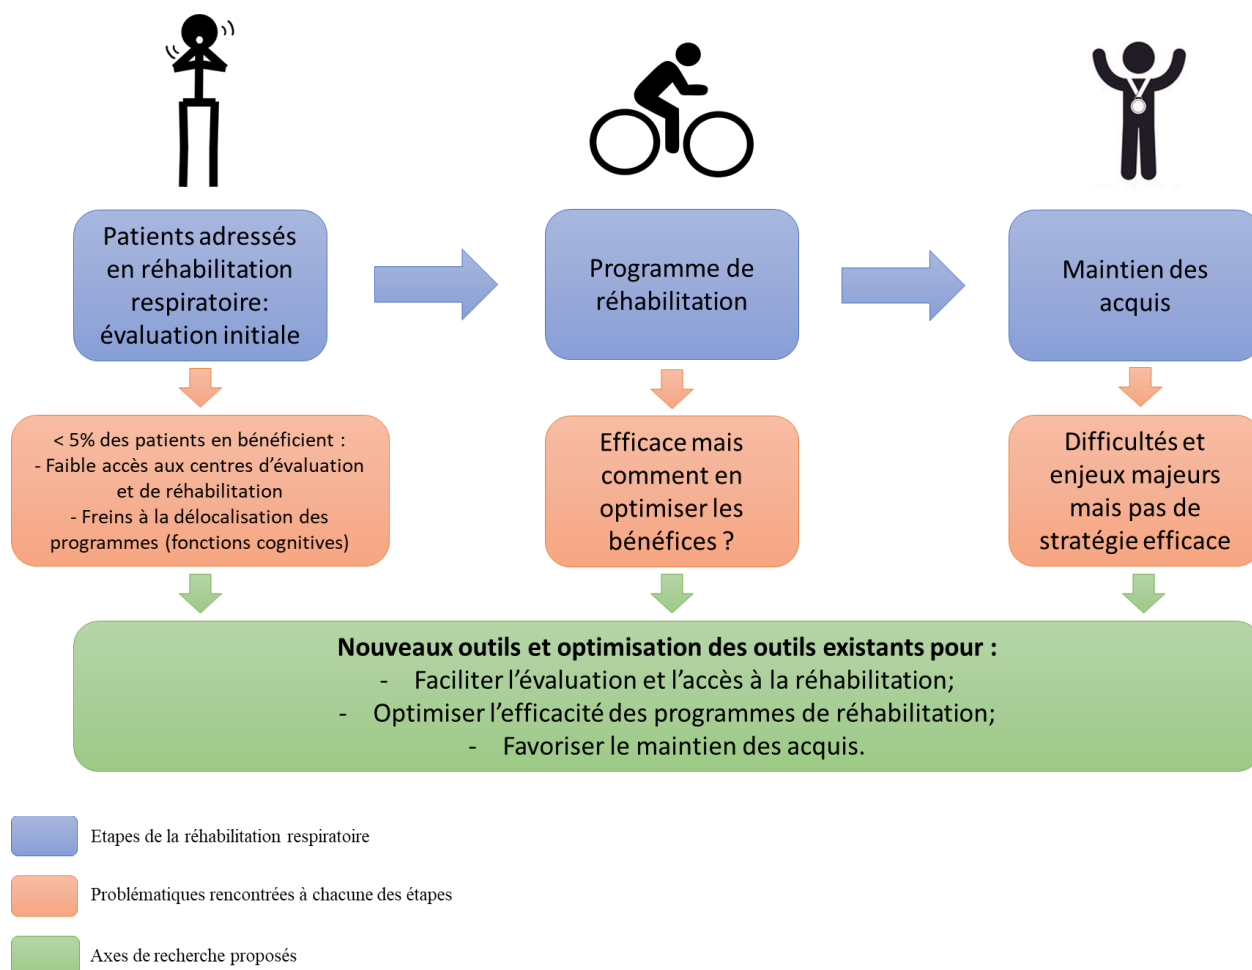 Patients adressés
en réhabilitation
respiratoire:
évaluation initiale
Programme de
réhabilitation
Maintien des
acquis
< 5% des patients en bénéficient :
- Faible accès aux centres d’évaluation
et de réhabilitation
- Freins à la délocalisation des
programmes (fonctions cognitives)
Efficace mais
comment en
optimiser les
bénéfices ?
Difficultés et
enjeux majeurs
mais pas de
stratégie efficace
Nouveaux outils et optimisation des outils existants pour :
- Faciliter l’évaluation et l’accès à la réhabilitation;
- Optimiser l’efficacité des programmes de réhabilitation;
- Favoriser le maintien des acquis.
Etapes de la réhabilitation respiratoire
Problématiques rencontrées à chacune des étapes
Axes de recherche proposés